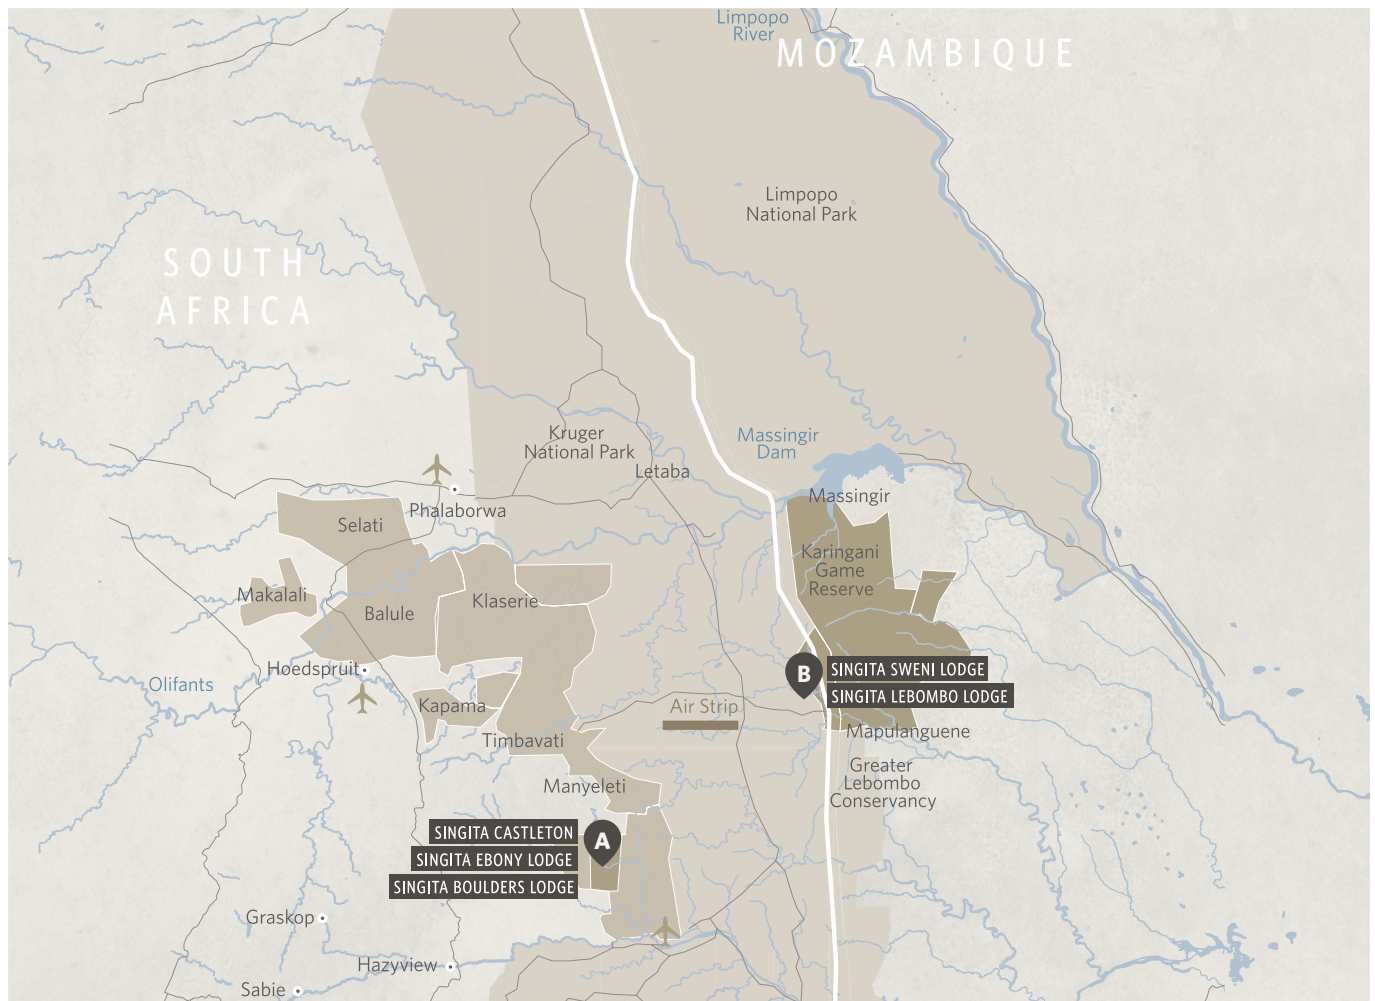 Limpopo
River
MOZAMBIQUE
Limpopo
National Park
SOUTH
AFRICA
Kruger
National Park
Letaba
Massingir
Dam
Massingir
Phalaborwa
Selati
Karingani
Game
Reserve
Makalali
Balule
Klaserie
Hoedspruit
Olifants
B
SINGITA SWENI LODGE
SINGITA LEBOMBO LODGE
Kapama
Air Strip
Timbavati
Mapulanguene
Greater
Lebombo
Conservancy
Manyeleti
A
SINGITA CASTLETON
SINGITA EBONY LODGE
SINGITA BOULDERS LODGE
Graskop
Hazyview
Sabie